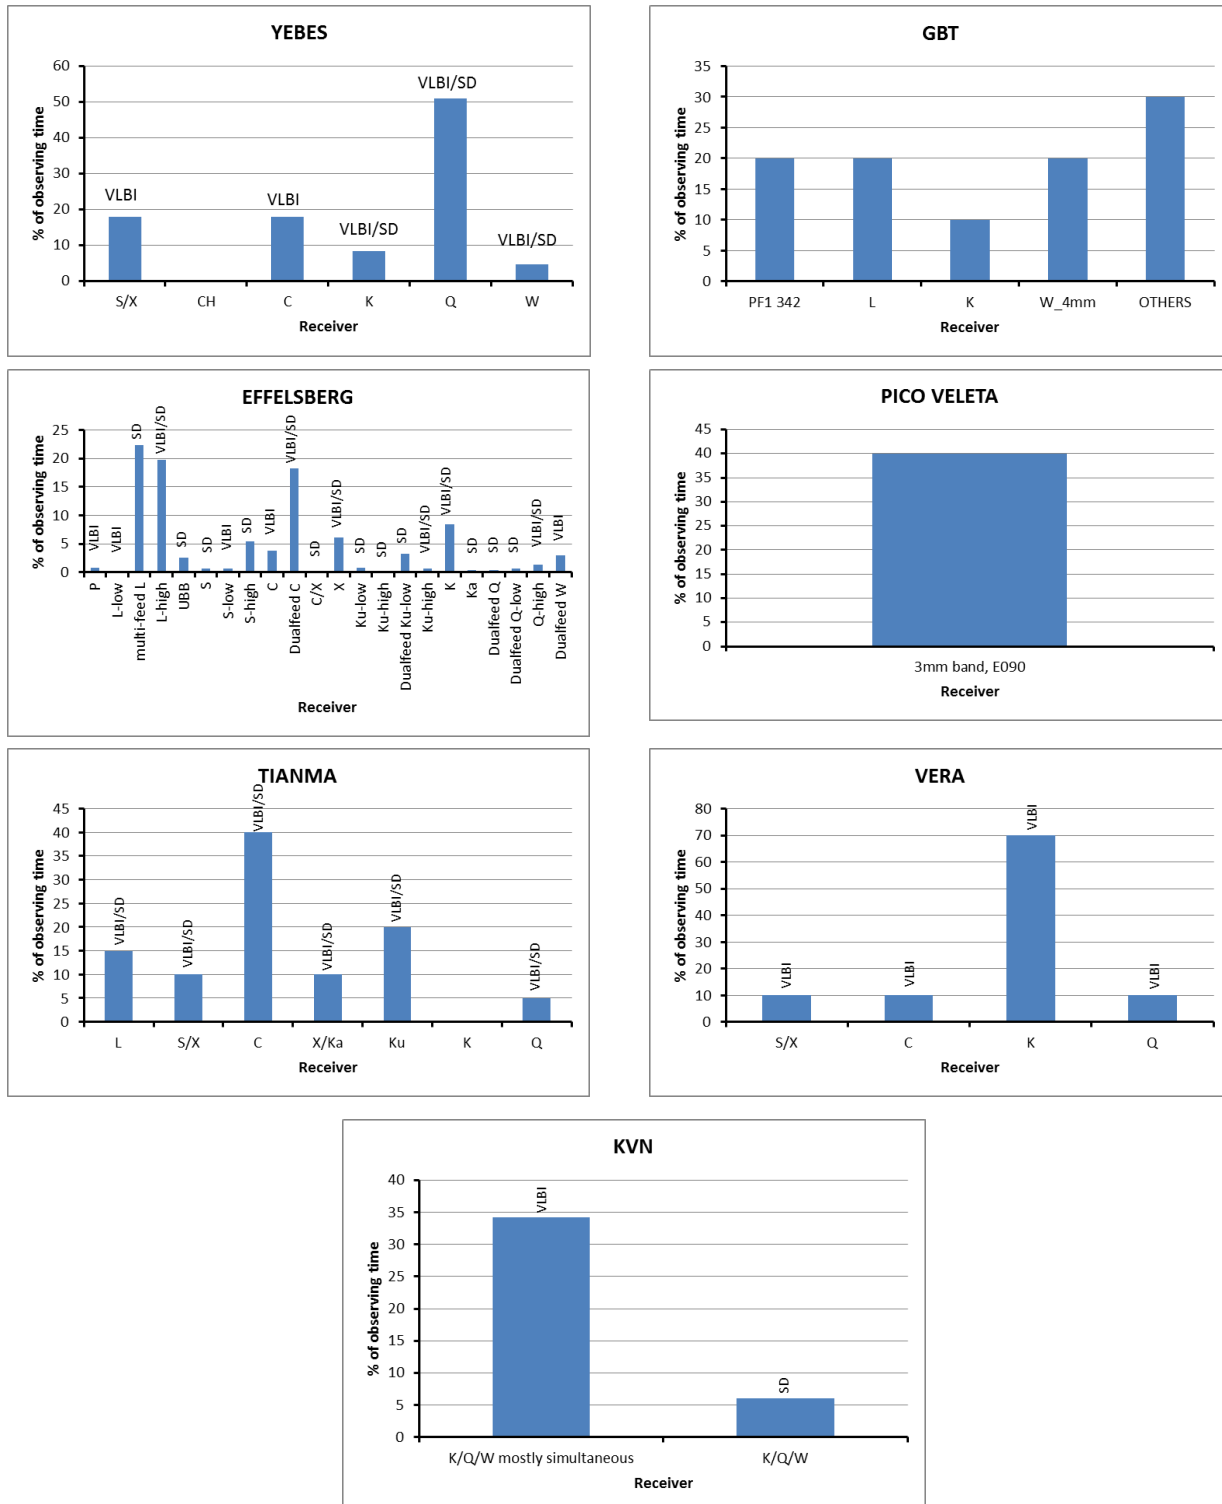 YEBES
% of observing time
60
50
40
30
20
10
0
VLBI
VLBI
VLBI/SD
VLBI/SD
VLBI/SD
S/X CH C K Q W
Receiver
GBT
% of observing time
35
30
25
20
15
10
5
0
PF1 342 L K W_4mm OTHERS
Receiver
EFFELSBERG
% of observing time
25
20
15
10
5
0
VLBI
VLBI
SD
VLBI/SD
SD
SD
VLBI
SD
VLBI
VLBI/SD
SD
VLBI/SD
SD
SD
SD
VLBI/SD
VLBI/SD
SD
SD
SD
VLBI/SD
VLBI
P
L-low
multi-feed L
L-high
UBB
S
S-low
S-high
C
Dualfeed C
C/X
X
Ku-low
Ku-high
Dualfeed Ku-low
Ku-high
K
Ka
Dualfeed Q
Dualfeed Q-low
Q-high
Dualfeed W
Receiver
PICO VELETA
% of observing time
45
40
35
30
25
20
15
10
5
0
3mm band, E090
Receiver
TIANMA
% of observing time
45
40
35
30
25
20
15
10
5
0
VLBI/SD
VLBI/SD
VLBI/SD
VLBI/SD
VLBI/SD
VLBI/SD
L S/X C X/Ka Ku K Q
Receiver
VERA
% of observing time
80
70
60
50
40
30
20
10
0
VLBI
VLBI
VLBI
VLBI
S/X C K Q
Receiver
KVN
% of observing time
40
35
30
25
20
15
10
5
0
VLBI
SD
K/Q/W mostly simultaneous K/Q/W
Receiver